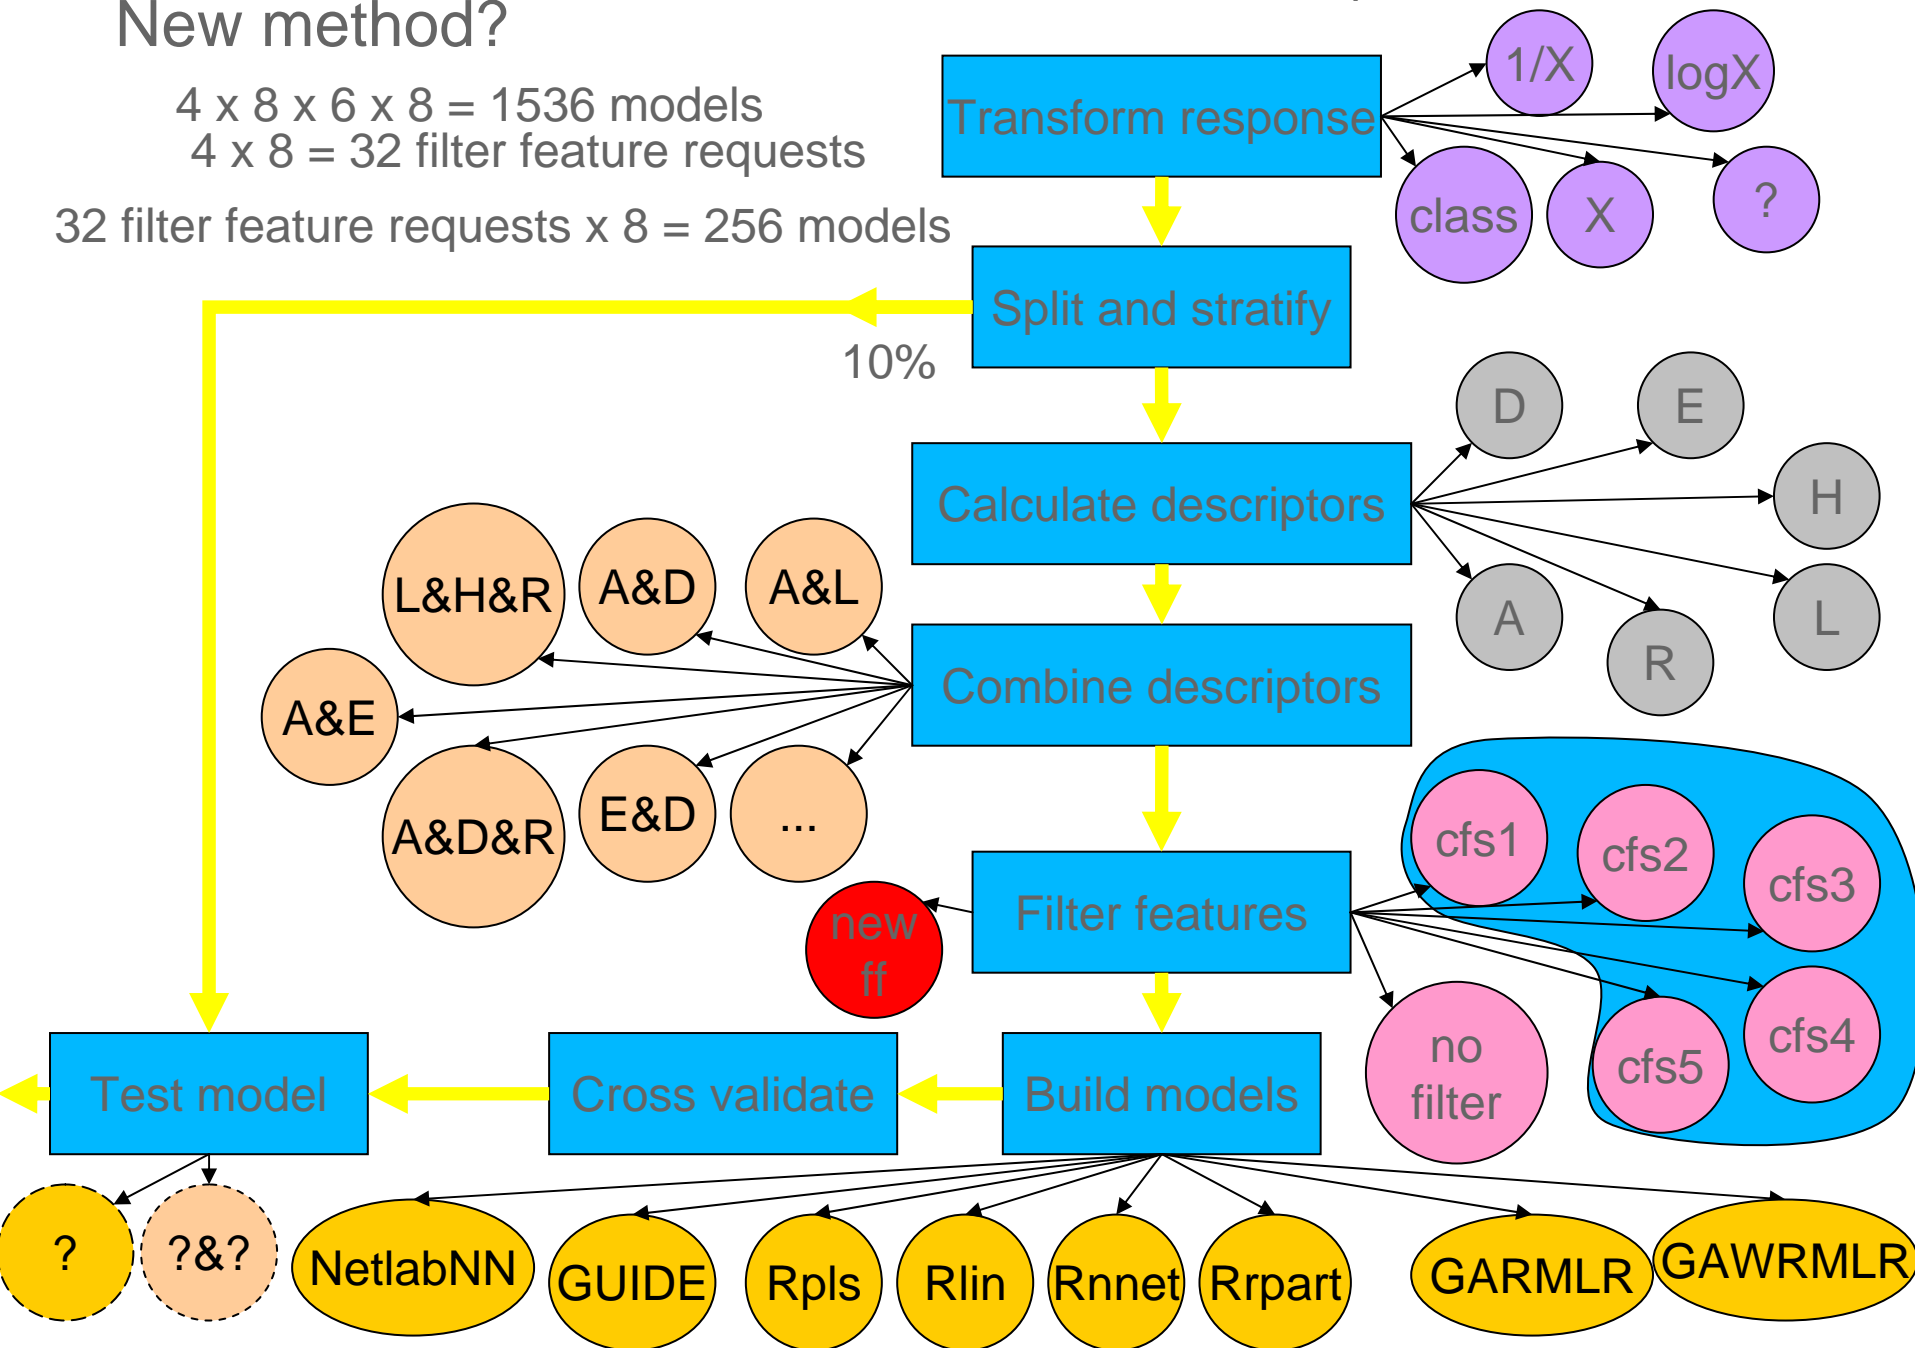 New method?
4 x 8 x 6 x 8 = 1536 models
4 x 8 = 32 filter feature requests
32 filter feature requests x 8 = 256 models
Transform response
1/X
logX
class
X
?
Split and stratify
10%
Calculate descriptors
D
E
H
A
R
L
L&H&R
A&D
A&L
Combine descriptors
A&E
A&D&R
E&D
...
Filter features
new
ff
cfs1
cfs2
cfs3
cfs4
cfs5
no
filter
Test model
Cross validate
Build models
?
?&?
NetlabNN
GUIDE
Rpls
Rlin
Rnnet
Rrpart
GARMLR
GAWRMLR